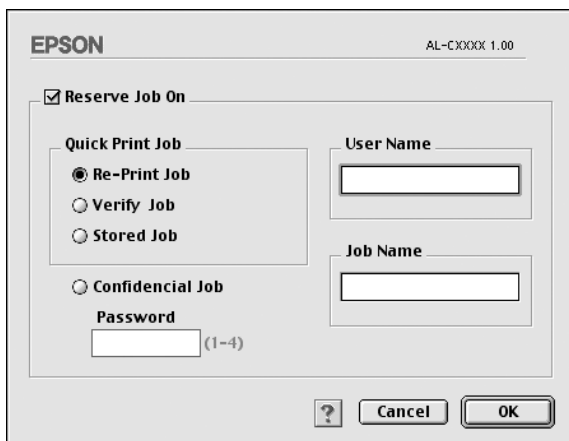 EPSON
AL-CXXXX 1.00
Reserve Job On
Quick Print Job
Re-Print Job
Verify Job
Stored Job
Confidencial Job
Password
(1-4)
User Name
Job Name
?
Cancel
OK